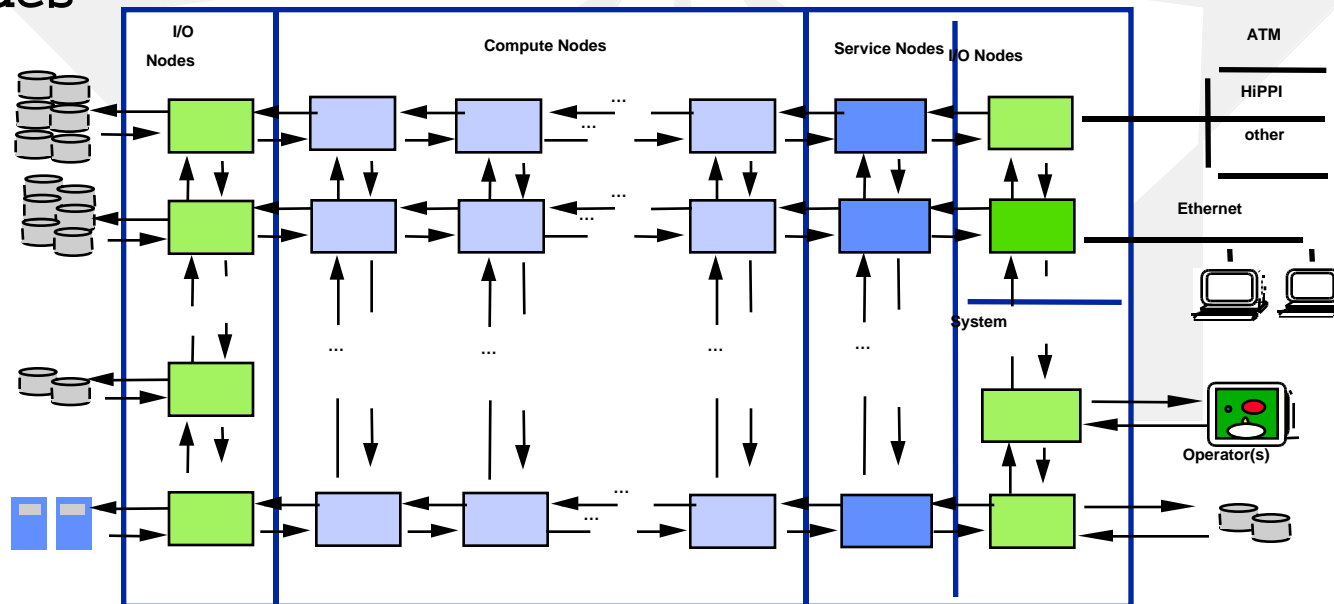 I/O
Nodes
Compute Nodes
Service Nodes
I/O Nodes
ATM
HiPPI
other
Ethernet
...
...
...
...
System
...
...
...
...
Operator(s)
...
...